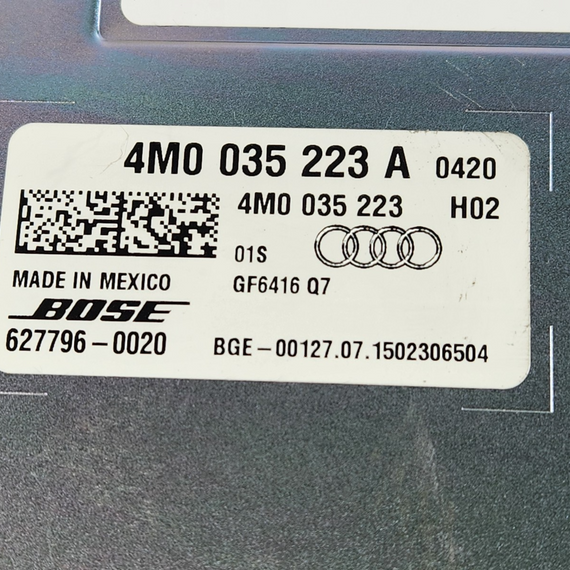 4M0 035 223 A 0420
4M0 035 223 H02
01S
GF6416 Q7
MADE IN MEXICO
BOSE
627796-0020
BGE-00127.07.1502306504